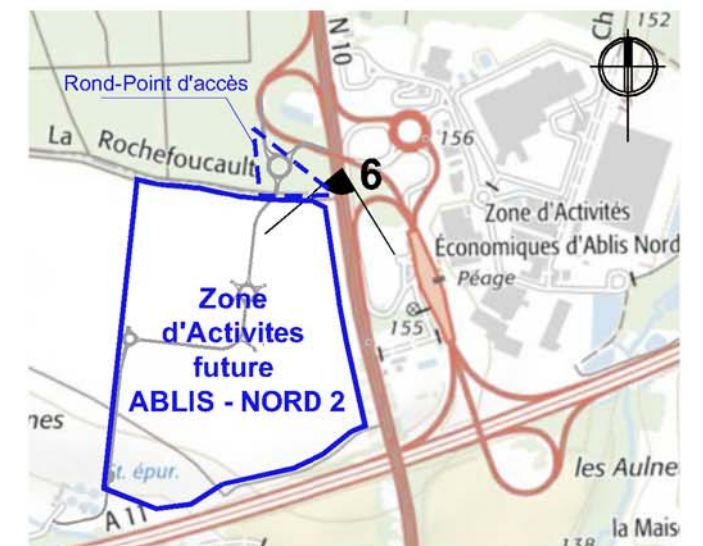 152
Ch
N 10
Rond-Point d'accès
La Rochefoucault
156
6
Zone d'Activités
Économiques d'Ablis Nord
Péage
Zone
d'Activites
future
ABLIS - NORD 2
155
nes
St. épur.
les Aulne
A 11
la Mais
138